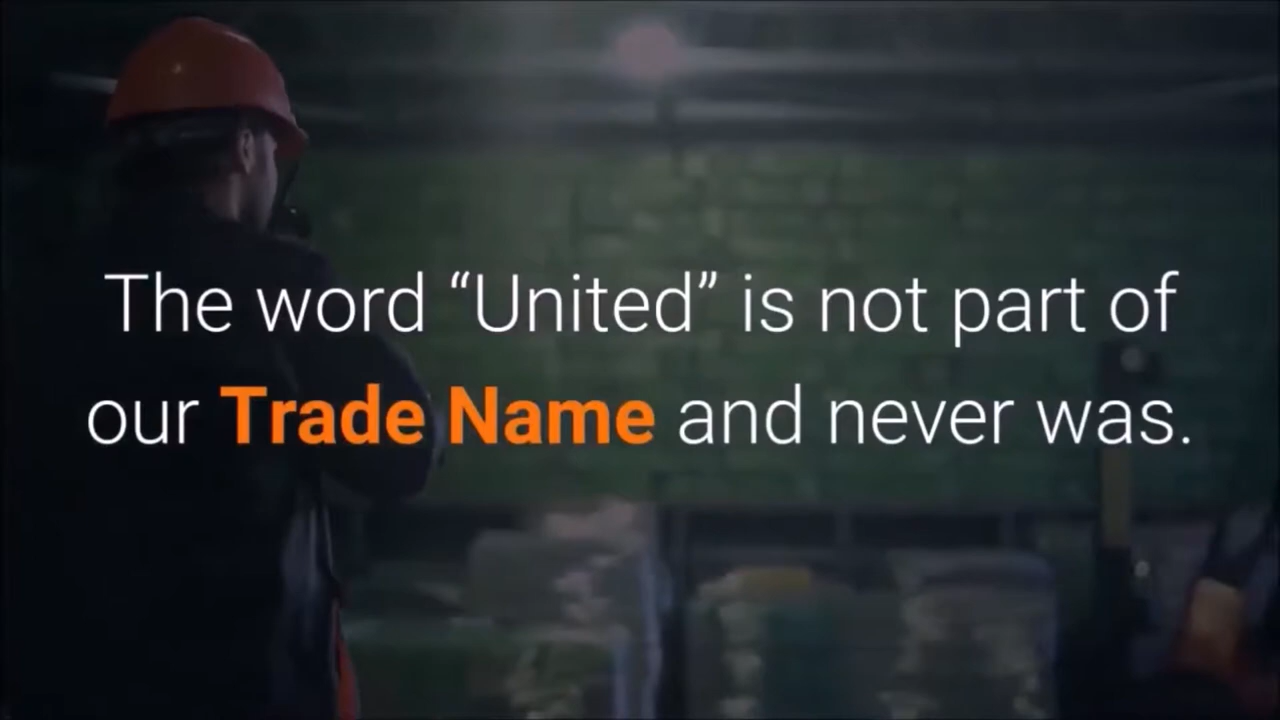 The word “United” is not part of
our Trade Name and never was.